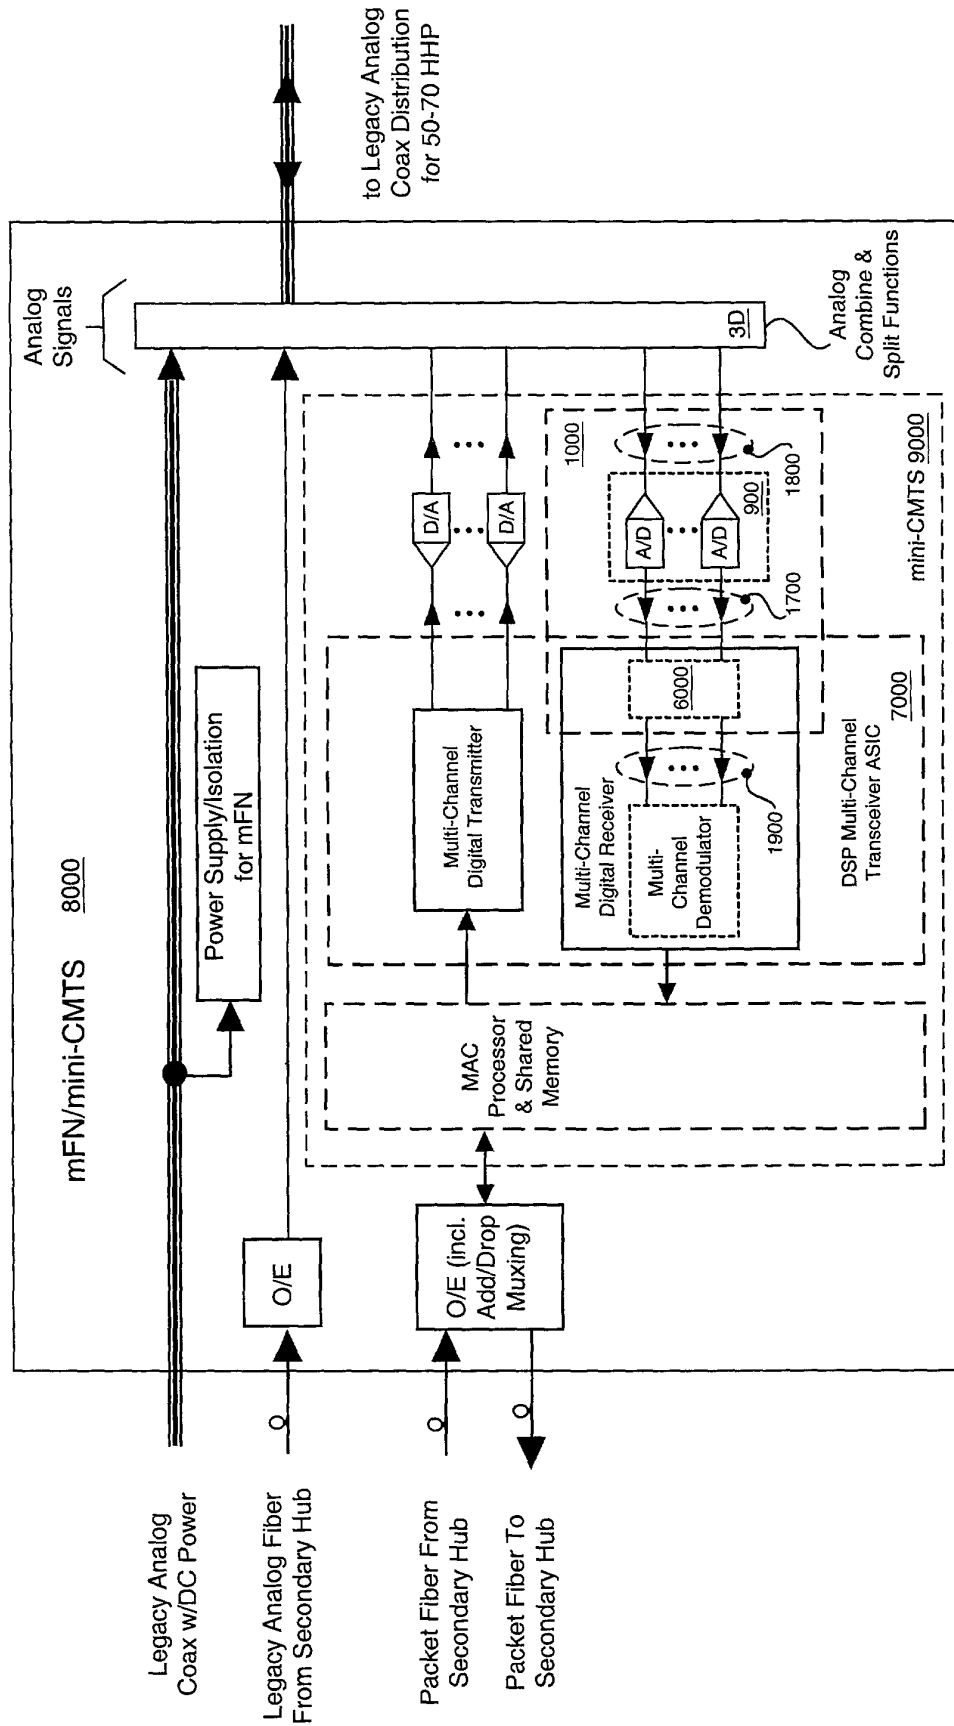 Legacy Analog
Coax w/DC Power
Legacy Analog Fiber
From Secondary Hub
Packet Fiber From
Secondary Hub
Packet Fiber To
Secondary Hub
mFN/mini-CMTS 8000
Power Supply/Isolation
for mFN
O/E
O/E (incl.
Add/Drop
Muxing)
MAC
Processor
& Shared
Memory
Multi-Channel
Digital Transmitter
Multi-Channel
Digital Receiver
Multi-
Channel
Demodulator
1900
6000
DSP Multi-Channel
Transceiver ASIC
7000
D/A
D/A
1000
A/D
A/D
900
1700
1800
mini-CMTS 9000
Analog
Signals
3D
Analog
Combine &
Split Functions
to Legacy Analog
Coax Distribution
for 50-70 HHP